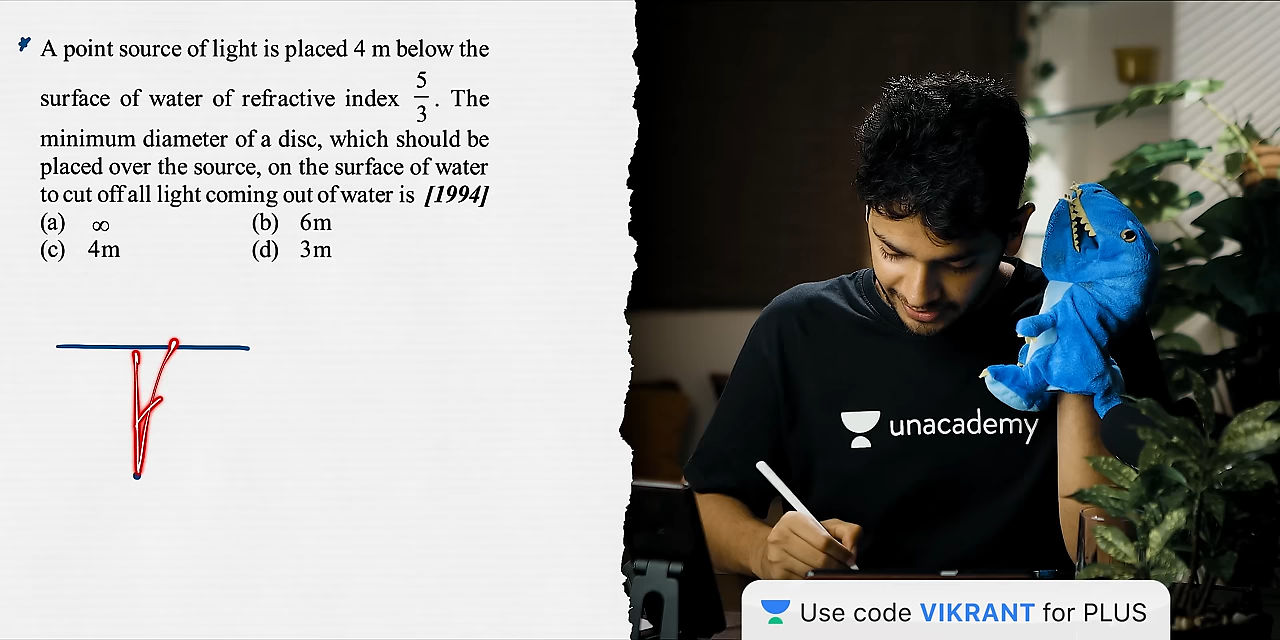 A point source of light is placed 4 m below the
surface of water of refractive index 5/3. The
minimum diameter of a disc, which should be
placed over the source, on the surface of water
to cut off all light coming out of water is [1994]
(a) ∞ (b) 6m
(c) 4m (d) 3m
unacademy
Use code VIKRANT for PLUS